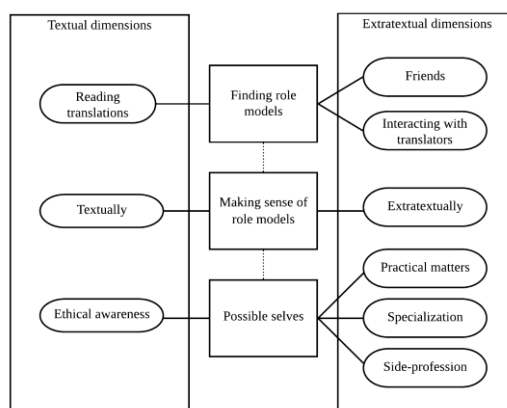 Textual dimensions
Extratextual dimensions
Reading
translations
Finding role
models
Friends
Interacting with
translators
Textually
Making sense of
role models
Extratextually
Ethical awareness
Possible selves
Practical matters
Specialization
Side-profession